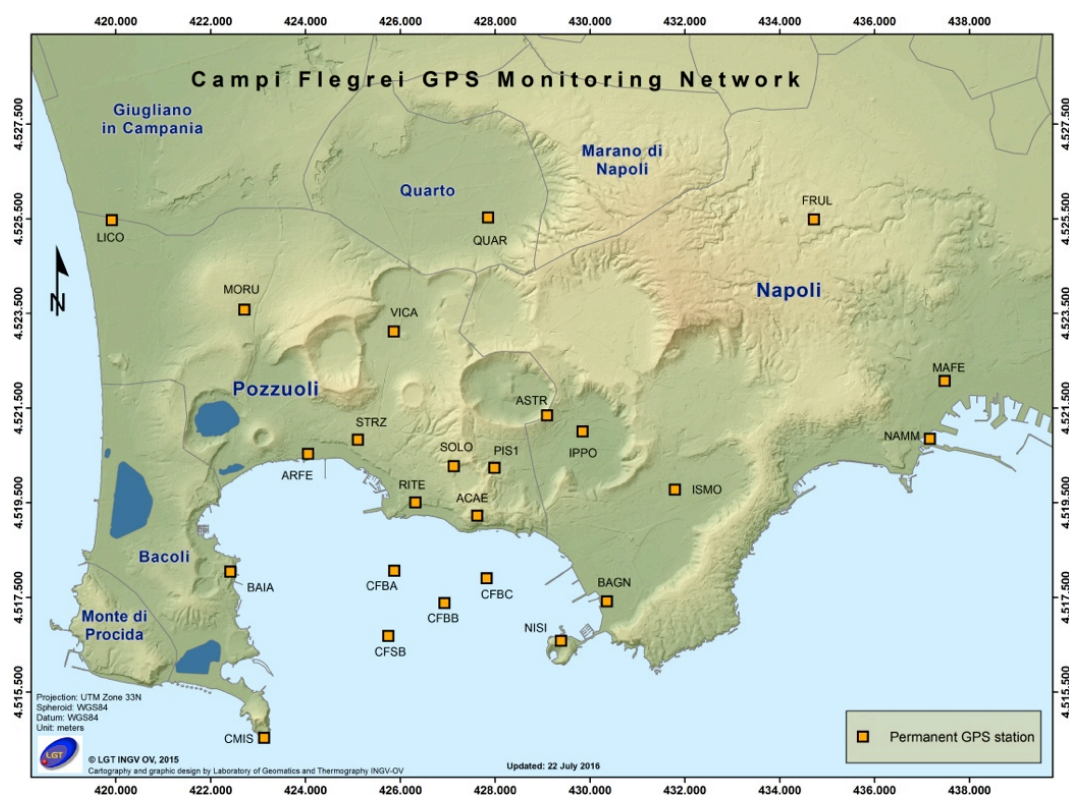 420.000 422.000 424.000 426.000 428.000 430.000 432.000 434.000 436.000 438.000
Campi Flegrei GPS Monitoring Network
Giugliano
in Campania
4.527.500
4.527.500
Marano di
Napoli
Quarto
FRUL
4.525.500
LICO
QUAR
4.525.500
MORU
Napoli
VICA
N
4.523.500
4.523.500
MAFE
Pozzuoli
ASTR
4.521.500
4.521.500
STRZ
NAMM
SOLO
PIS1
IPPO
ARFE
RITE
ACAE
ISMO
4.519.500
4.519.500
Bacoli
BAIA
CFBA
CFBC
BAGN
4.517.500
4.517.500
CFBB
Monte di
Procida
NISI
CFSB
4.515.500
4.515.500
Projection: UTM Zone 33N
Spheroid: WGS84
Datum: WGS84
Unit: meters
CMIS
Permanent GPS station
LGT
© LGT INGV OV, 2015
Cartography and graphic design by Laboratory of Geomatics and Thermography INGV-OV
Updated: 22 July 2016
420.000 422.000 424.000 426.000 428.000 430.000 432.000 434.000 436.000 438.000